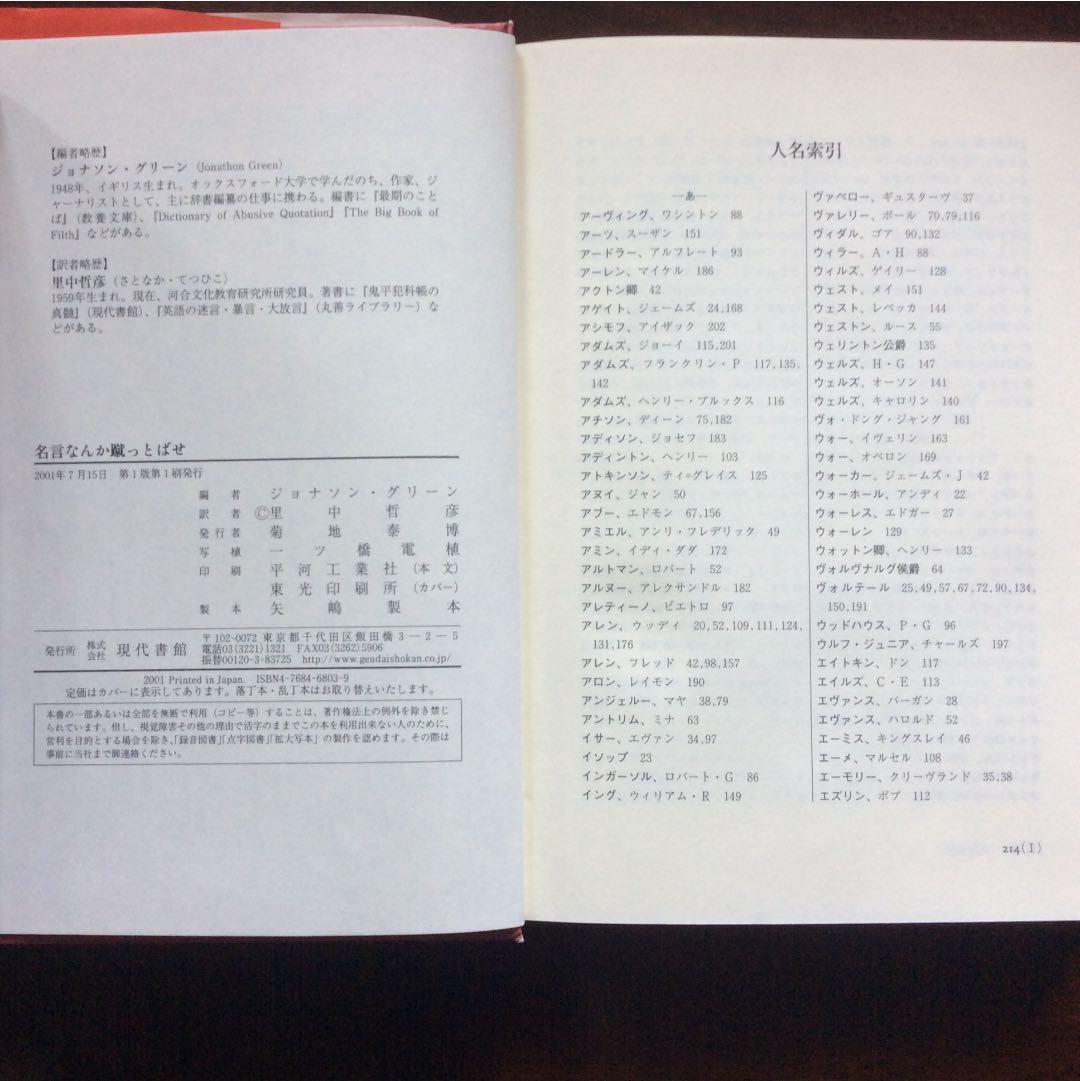 【編者略歴】
ジョナソン・グリーン（Jonathon Green）
1948年、イギリス生まれ。オックスフォード大学で学んだのち、作家、ジ
ャーナリストとして、主に辞書編纂の仕事に携わる。編書に『最期のこと
ば』（教養文庫）、『Dictionary of Abusive Quotation』『The Big Book of
Filth』などがある。
【訳者略歴】
里中哲彦（さとなか・てつひこ）
1959年生まれ。現在、河合文化教育研究所研究員。著書に『鬼平犯科帳の
真髄』（現代書館）、『英語の迷言・暴言・大放言』（丸善ライブラリー）な
どがある。
名言なんか蹴っとばせ
2001年7月15日 第1版第1刷発行
編者 ジョナソン・グリーン
訳者 ©里中哲彦
発行者 菊地泰博
写植 一ッ橋電植
印刷 平河工業社（本文）
東光印刷所（カバー）
製本 矢嶋製本
発行所 株式会社 現代書館
〒102-0072 東京都千代田区飯田橋3-2-5
電話03(3221)1321 FAX03(3262)5906
振替00120-3-83725 http://www.gendaishokan.co.jp/
2001 Printed in Japan. ISBN4-7684-6803-9
定価はカバーに表示してあります。落丁本・乱丁本はお取り替えいたします。
本書の一部あるいは全部を無断で利用（コピー等）することは、著作権法上の例外を除き禁じ
られています。但し、視覚障害その他の理由で活字のままでこの本を利用出来ない人のために、
営利を目的とする場合を除き、「録音図書」「点字図書」「拡大写本」の製作を認めます。その際は
事前に当社まで御連絡ください。
人名索引
―あ―
アーヴィング、ワシントン 88
アーツ、スーザン 151
アードラー、アルフレート 93
アーレン、マイケル 186
アクトン卿 42
アゲイト、ジェームズ 24,168
アシモフ、アイザック 202
アダムズ、ジョーイ 115,201
アダムズ、フランクリン・P 117,135,
142
アダムズ、ヘンリー・ブルックス 116
アチソン、ディーン 75,182
アディソン、ジョセフ 183
アディントン、ヘンリー 103
アトキンソン、ティ=グレイス 125
アヌイ、ジャン 50
アブー、エドモン 67,156
アミエル、アンリ・フレデリック 49
アミン、イディ・ダダ 172
アルトマン、ロバート 52
アルヌー、アレクサンドル 182
アレティーノ、ピエトロ 97
アレン、ウッディ 20,52,109,111,124,
131,176
アレン、フレッド 42,98,157
アロン、レイモン 190
アンジェルー、マヤ 38,79
アントリム、ミナ 63
イサー、エヴァン 34,97
イソップ 23
インガーソル、ロバート・G 86
イング、ウィリアム・R 149
ヴァペロー、ギュスターヴ 37
ヴァレリー、ポール 70,79,116
ヴィダル、ゴア 90,132
ウィラー、A・H 88
ウィルズ、ゲイリー 128
ウェスト、メイ 151
ウェスト、レベッカ 144
ウェストン、ルース 55
ウェリントン公爵 135
ウェルズ、H・G 147
ウェルズ、オーソン 141
ウェルズ、キャロリン 140
ヴォ・ドング・ジャング 161
ウォー、イヴェリン 163
ウォー、オベロン 169
ウォーカー、ジェームズ・J 42
ウォーホール、アンディ 22
ウォーレス、エドガー 27
ウォーレン 129
ウォットン卿、ヘンリー 133
ヴォルヴナルグ侯爵 64
ヴォルテール 25,49,57,67,72,90,134,
150,191
ウッドハウス、P・G 96
ウルフ・ジュニア、チャールズ 197
エイトキン、ドン 117
エイルズ、C・E 113
エヴァンス、バーガン 28
エヴァンス、ハロルド 52
エーミス、キングスレイ 46
エーメ、マルセル 108
エーモリー、クリーヴランド 35,38
エズリン、ボブ 112
214(1)